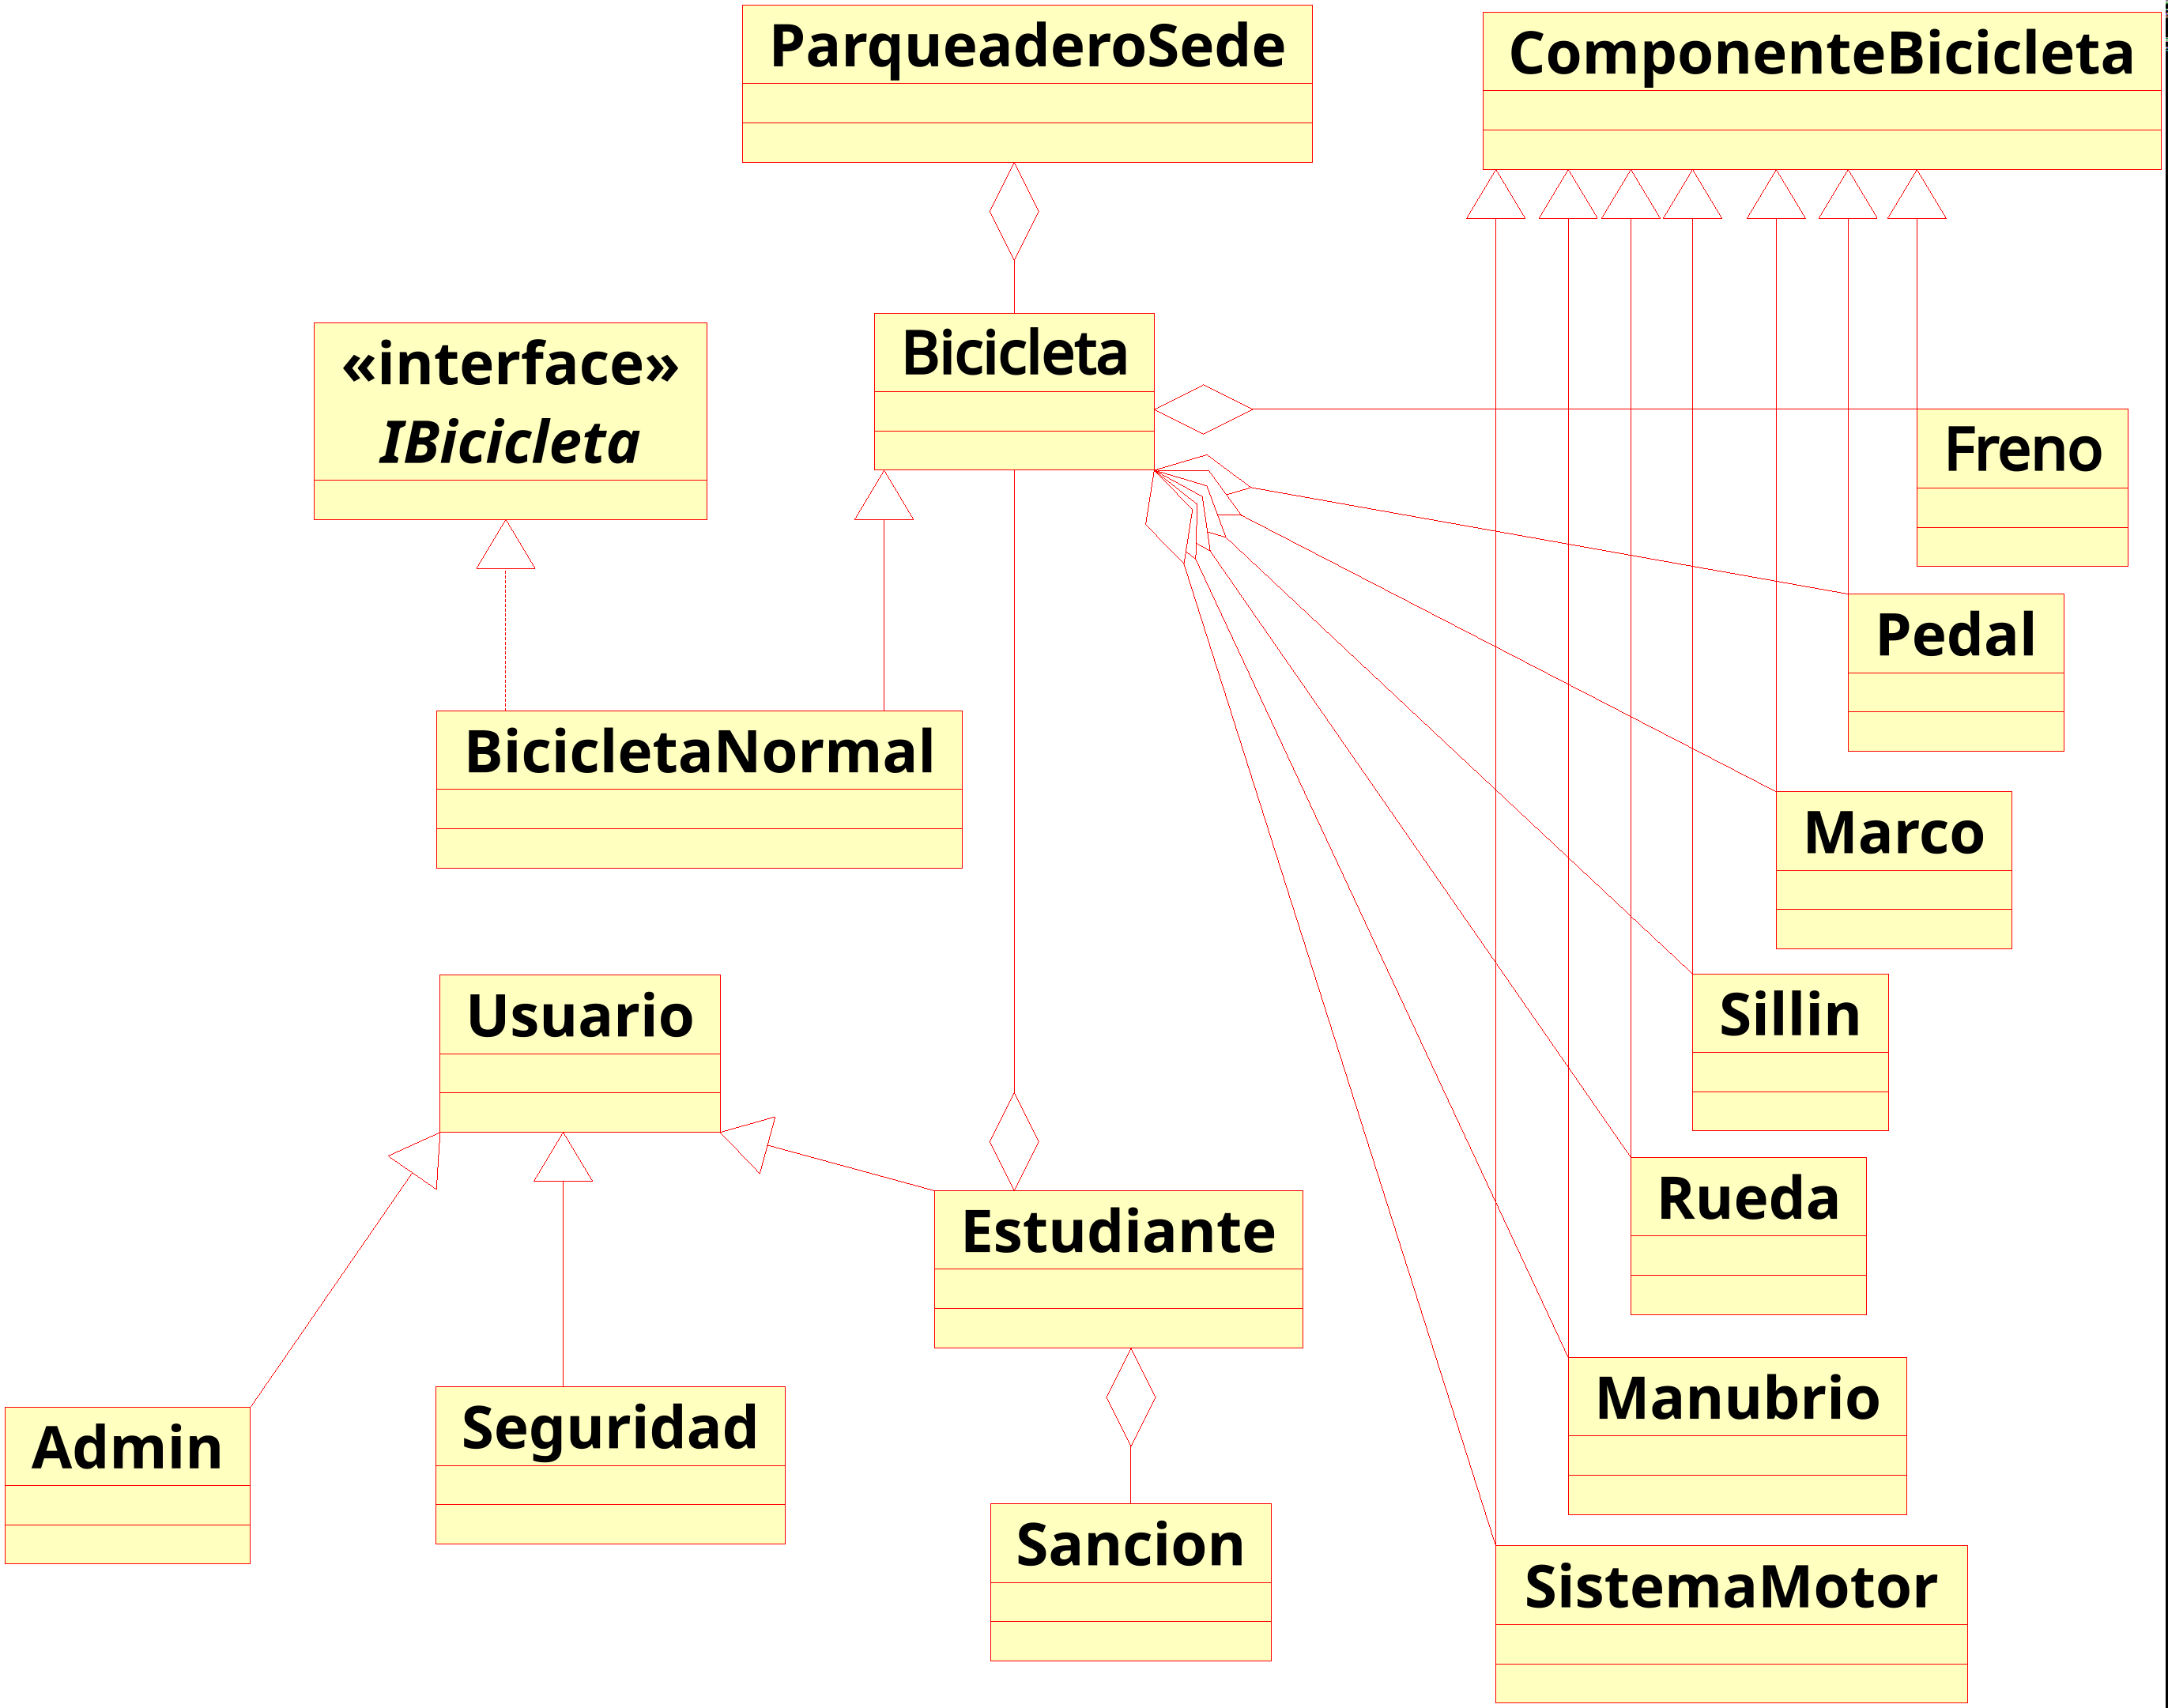 ParqueaderoSede
ComponenteBicicleta
«interface»
IBicicleta
Bicicleta
Freno
Pedal
BicicletaNormal
Marco
Usuario
Sillin
Rueda
Estudiante
Manubrio
Admin
Seguridad
Sancion
SistemaMotor